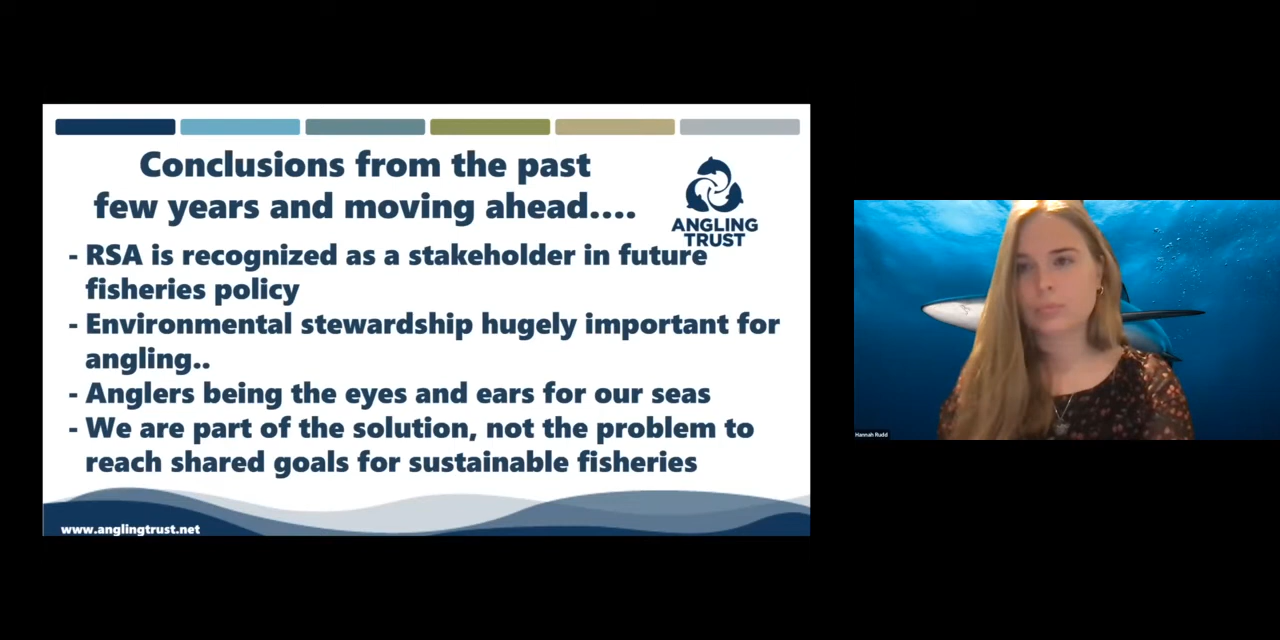 Conclusions from the past
few years and moving ahead....
ANGLING
TRUST
- RSA is recognized as a stakeholder in future
fisheries policy
- Environmental stewardship hugely important for
angling..
- Anglers being the eyes and ears for our seas
- We are part of the solution, not the problem to
reach shared goals for sustainable fisheries
www.anglingtrust.net
Hannah Rudd